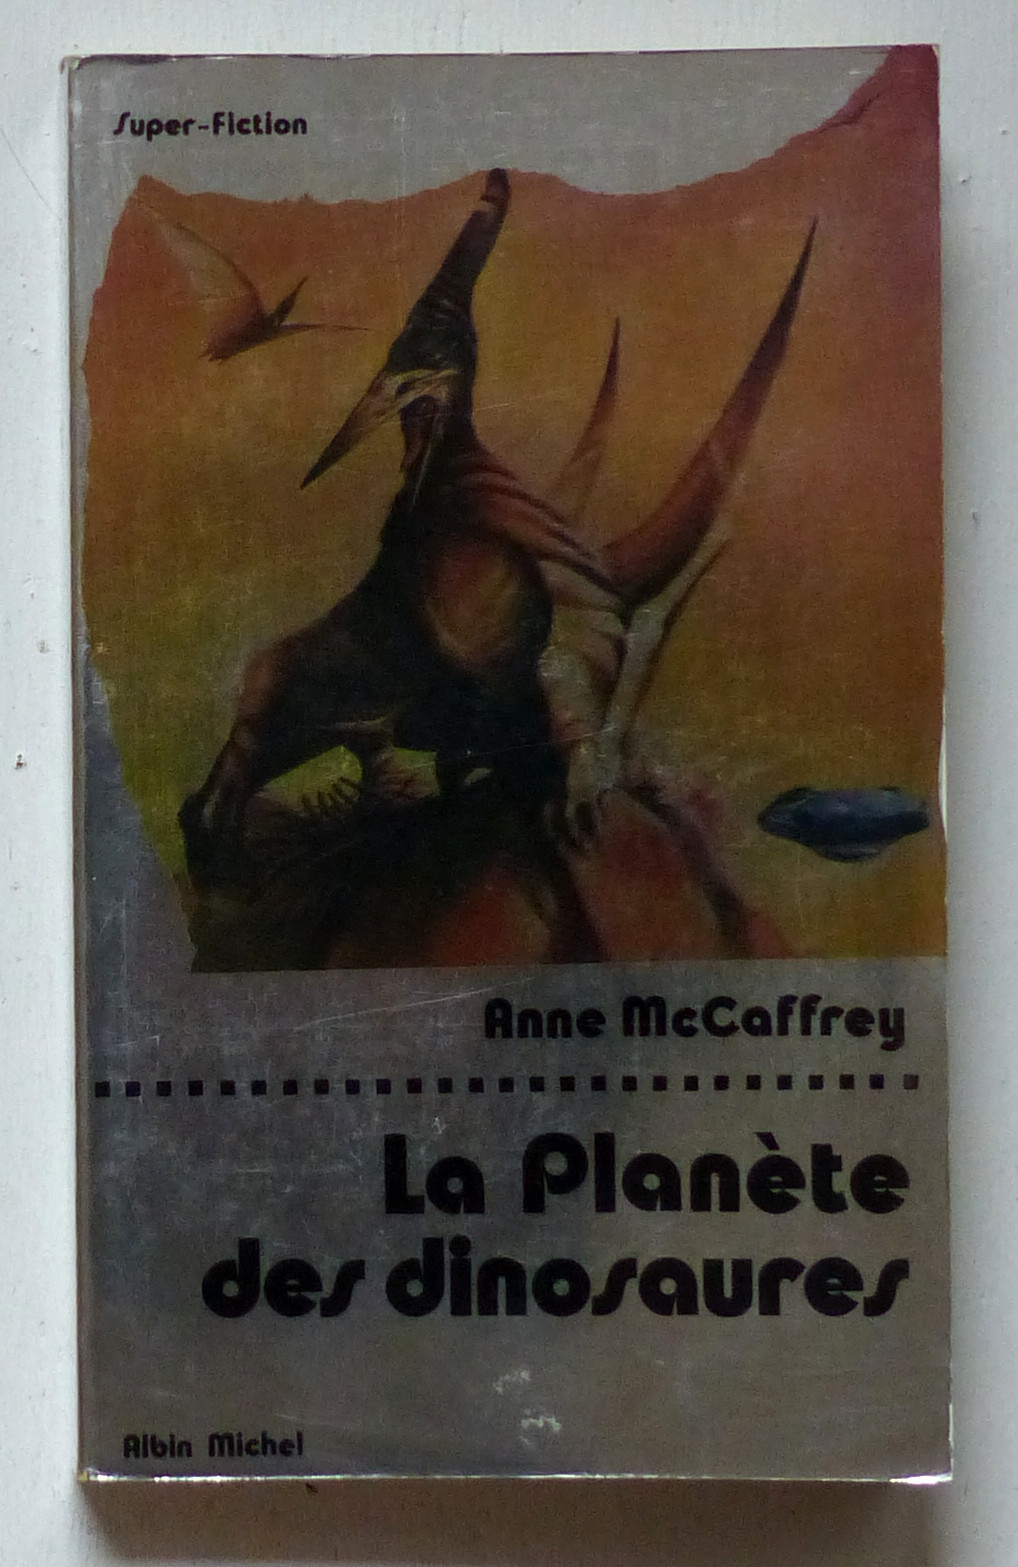 Super-Fiction
Anne McCaffrey
La Planète
des dinosaures
Albin Michel